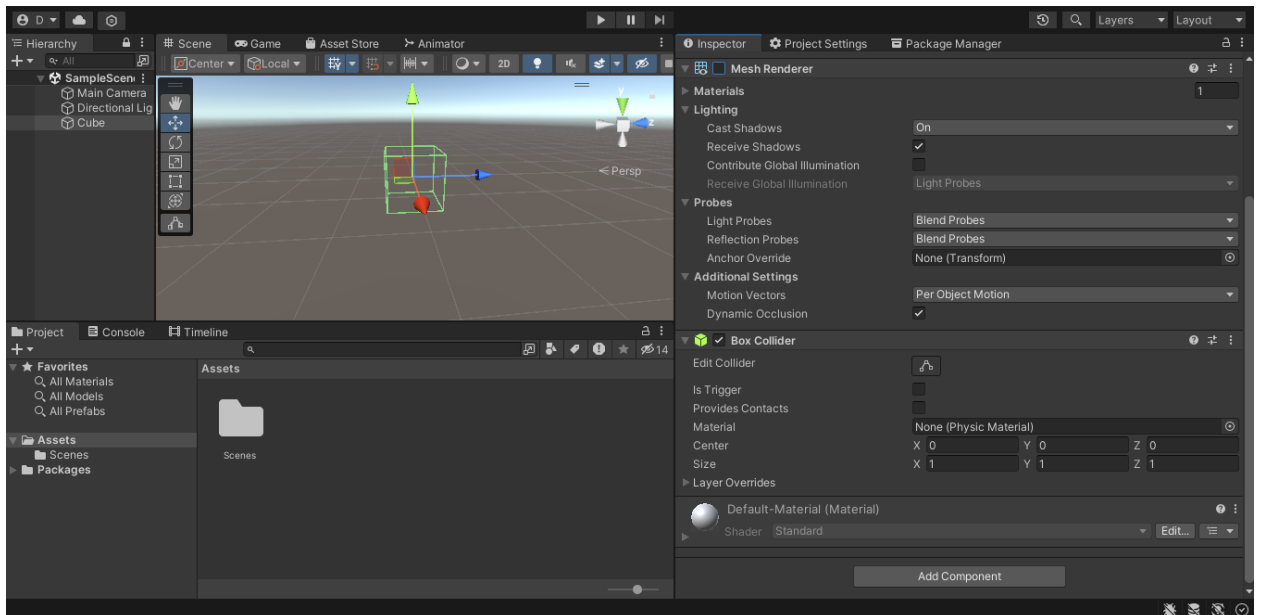 D
Layers
Layout
Hierarchy
All
SampleScen
Main Camera
Directional Lig
Cube
Scene
Game
Asset Store
Animator
Center
Local
2D
y
z
Persp
Inspector
Project Settings
Package Manager
Mesh Renderer
Materials
1
Lighting
Cast Shadows
On
Receive Shadows
Contribute Global Illumination
Receive Global Illumination
Light Probes
Probes
Light Probes
Blend Probes
Reflection Probes
Blend Probes
Anchor Override
None (Transform)
Additional Settings
Motion Vectors
Per Object Motion
Dynamic Occlusion
Box Collider
Edit Collider
Is Trigger
Provides Contacts
Material
None (Physic Material)
Center
X 0
Y 0
Z 0
Size
X 1
Y 1
Z 1
Layer Overrides
Default-Material (Material)
Shader
Standard
Edit...
Add Component
Project
Console
Timeline
14
Favorites
All Materials
All Models
All Prefabs
Assets
Scenes
Packages
Assets
Scenes